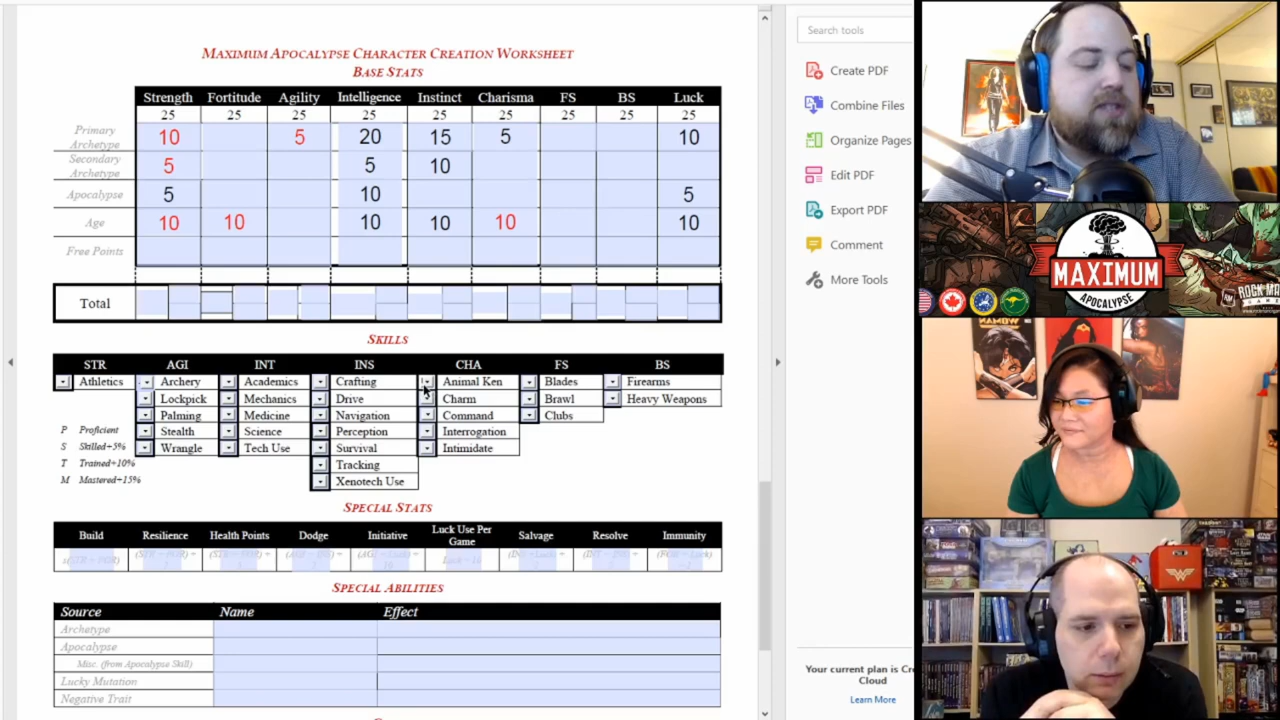 MAXIMUM APOCALYPSE CHARACTER CREATION WORKSHEET
BASE STATS
Strength Fortitude Agility Intelligence Instinct Charisma FS BS Luck
25 25 25 25 25 25 25 25 25
Primary Archetype 10 5 20 15 5 10
Secondary Archetype 5 5 10
Apocalypse 5 10 5
Age 10 10 10 10 10 10
Free Points
Total
SKILLS
STR AGI INT INS CHA FS BS
Athletics Archery Academics Crafting Animal Ken Blades Firearms
Lockpick Mechanics Drive Charm Brawl Heavy Weapons
Palming Medicine Navigation Command Clubs
P Proficient Stealth Science Perception Interrogation
S Skilled+5% Wrangle Tech Use Survival Intimidate
T Trained+10% Tracking
M Mastered+15% Xenotech Use
SPECIAL STATS
Build Resilience Health Points Dodge Initiative Luck Use Per Game Salvage Resolve Immunity
SPECIAL ABILITIES
Source Name Effect
Archetype
Apocalypse
Misc. (from Apocalypse Skill)
Lucky Mutation
Negative Trait
Search tools
Create PDF
Combine Files
Organize Pages
Edit PDF
Export PDF
Comment
More Tools
Your current plan is Cre
Cloud
Learn More
MAXIMUM
APOCALYPSE